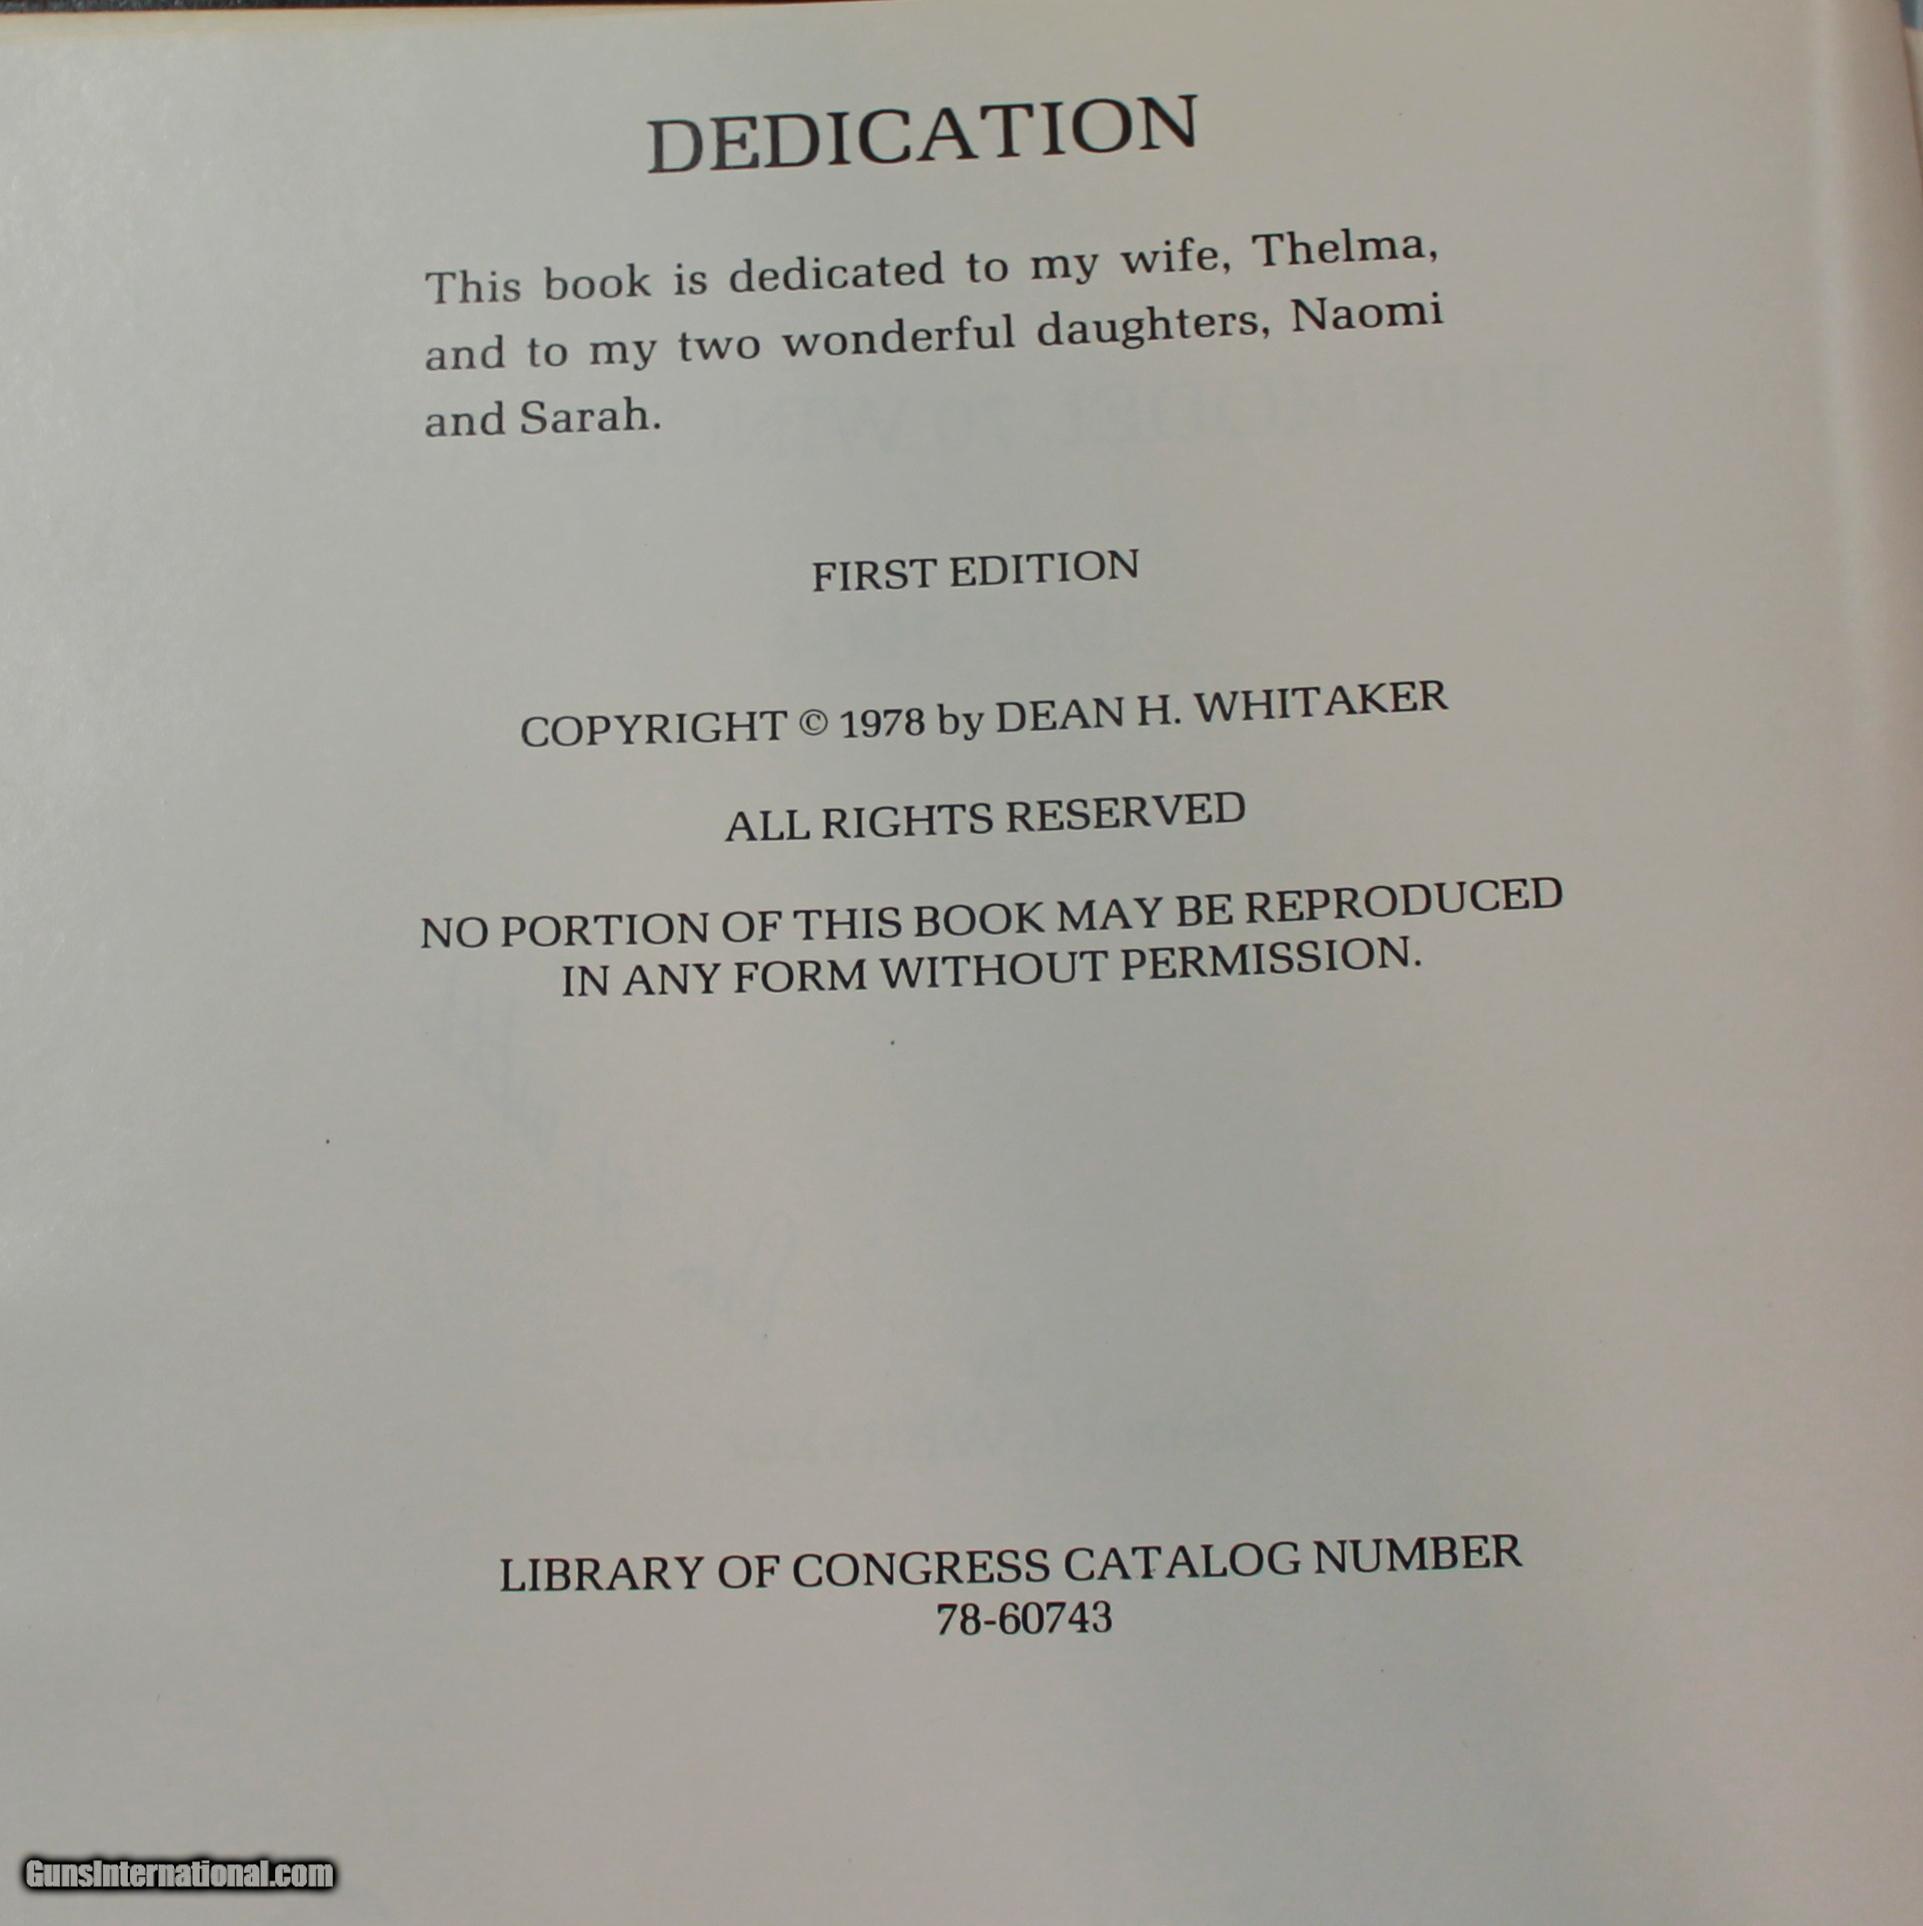 DEDICATION
This book is dedicated to my wife, Thelma,
and to my two wonderful daughters, Naomi
and Sarah.
FIRST EDITION
COPYRIGHT © 1978 by DEAN H. WHITAKER
ALL RIGHTS RESERVED
NO PORTION OF THIS BOOK MAY BE REPRODUCED
IN ANY FORM WITHOUT PERMISSION.
LIBRARY OF CONGRESS CATALOG NUMBER
78-60743
GunsInternational.com